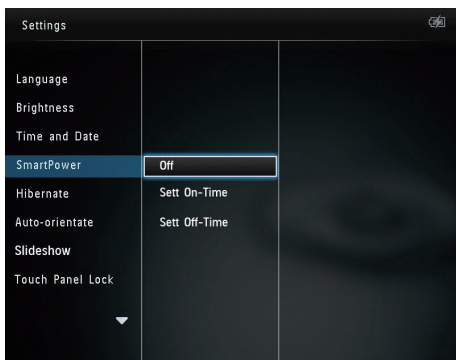 Settings
Language
Brightness
Time and Date
SmartPower
Off
Hibernate
Sett On-Time
Auto-orientate
Sett Off-Time
Slideshow
Touch Panel Lock